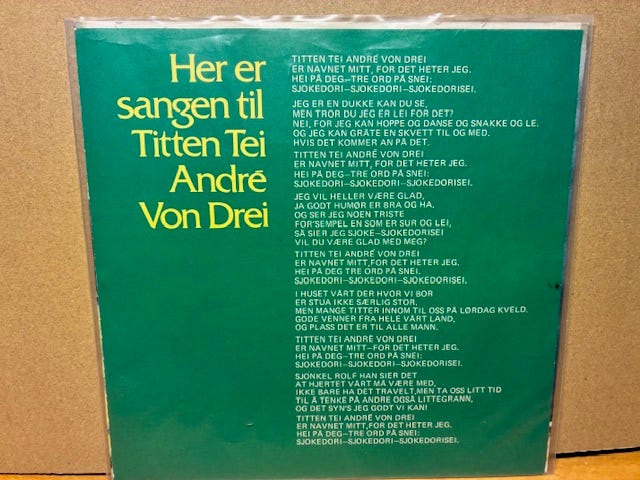 Her er
sangen til
Titten Tei
André
Von Drei
TITTEN TEI ANDRÉ VON DREI
ER NAVNET MITT, FOR DET HETER JEG.
HEI PÅ DEG—TRE ORD PÅ SNEI:
SJOKEDORI—SJOKEDORI—SJOKEDORISEI.
JEG ER EN DUKKE KAN DU SE,
MEN TROR DU JEG ER LEI FOR DET?
NEI, FOR JEG KAN HOPPE OG DANSE OG SNAKKE OG LE.
OG JEG KAN GRÅTE EN SKVETT TIL OG MED.
HVIS DET KOMMER AN PÅ DET.
TITTEN TEI ANDRÉ VON DREI
ER NAVNET MITT, FOR DET HETER JEG.
HEI PÅ DEG—TRE ORD PÅ SNEI:
SJOKEDORI—SJOKEDORI—SJOKEDORISEI.
JEG VIL HELLER VÆRE GLAD,
JA GODT HUMØR ER BRA OG HA,
OG SER JEG NOEN TRISTE
FOR'SEMPEL EN SOM ER SUR OG LEI,
SÅ SIER JEG SJOKE—SJOKEDORISEI
VIL DU VÆRE GLAD MED MEG?
TITTEN TEI ANDRÉ VON DREI
ER NAVNET MITT,FOR DET HETER JEG.
HEI PÅ DEG TRE ORD PÅ SNEI.
SJOKEDORI—SJOKEDORI—SJOKEDORISEI.
I HUSET VÅRT DER HVOR VI BOR
ER STUA IKKE SÆRLIG STOR,
MEN MANGE TITTER INNOM TIL OSS PÅ LØRDAG KVELD.
GODE VENNER FRA HELE VÅRT LAND,
OG PLASS DET ER TIL ALLE MANN.
TITTEN TEI ANDRÉ VON DREI
ER NAVNET MITT—FOR DET HETER JEG.
HEI PÅ DEG—TRE ORD PÅ SNEI:
SJOKEDORI—SJOKEDORI—SJOKEDORISEI.
SJONKEL ROLF HAN SIER DET
AT HJERTET VÅRT MÅ VÆRE MED,
IKKE BARE HA DET TRAVELT,MEN TA OSS LITT TID
TIL Å TENKE PÅ ANDRE OGSÅ LITTEGRANN,
OG DET SYN'S JEG GODT VI KAN!
TITTEN TEI ANDRÉ VON DREI
ER NAVNET MITT,FOR DET HETER JEG.
HEI PÅ DEG—TRE ORD PÅ SNEI:
SJOKEDORI—SJOKEDORI—SJOKEDORISEI.